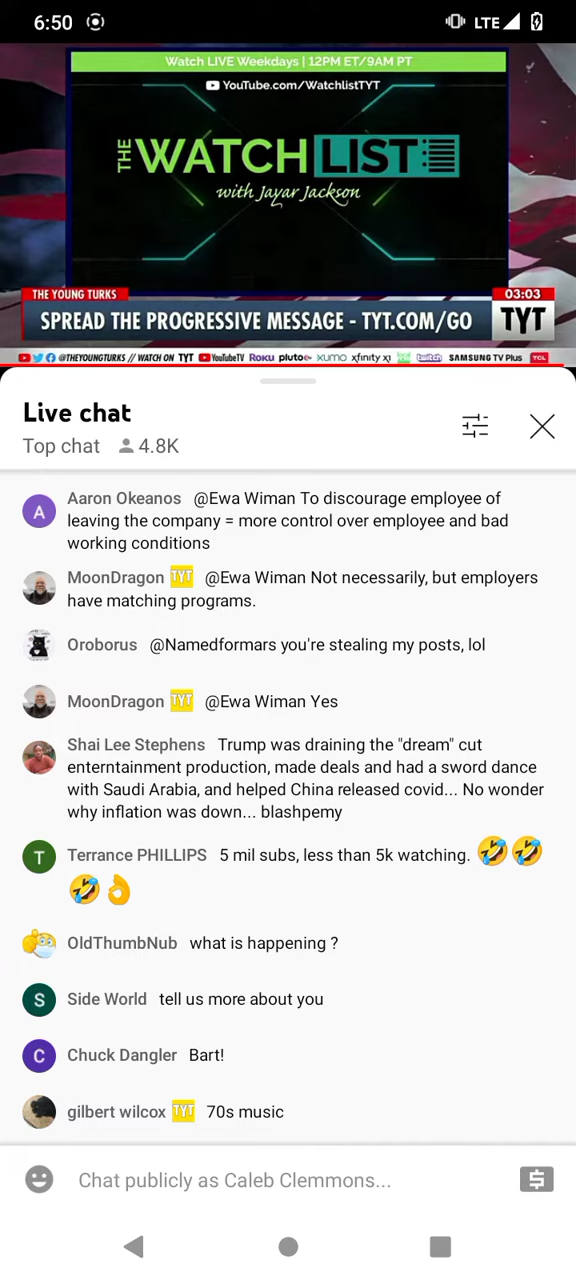 6:50
LTE
Watch LIVE Weekdays | 12PM ET/9AM PT
YouTube.com/WatchlistTYT
THE WATCH LIST
with Jayar Jackson
THE YOUNG TURKS
03:03
SPREAD THE PROGRESSIVE MESSAGE - TYT.COM/GO
TYT
@THEYOUNGTURKS // WATCH ON TYT YouTubeTV ROKU pluto xumo xfinity x1 twitch SAMSUNG TV Plus TCL
Live chat
Top chat 4.8K
A
Aaron Okeanos @Ewa Wiman To discourage employee of
leaving the company = more control over employee and bad
working conditions
MoonDragon TYT @Ewa Wiman Not necessarily, but employers
have matching programs.
Oroborus @Namedformars you're stealing my posts, lol
MoonDragon TYT @Ewa Wiman Yes
Shai Lee Stephens Trump was draining the "dream" cut
enterntainment production, made deals and had a sword dance
with Saudi Arabia, and helped China released covid... No wonder
why inflation was down... blashpemy
T
Terrance PHILLIPS 5 mil subs, less than 5k watching. 🤣🤣
🤣👌
OldThumbNub what is happening ?
S
Side World tell us more about you
C
Chuck Dangler Bart!
gilbert wilcox TYT 70s music
Chat publicly as Caleb Clemmons...
$